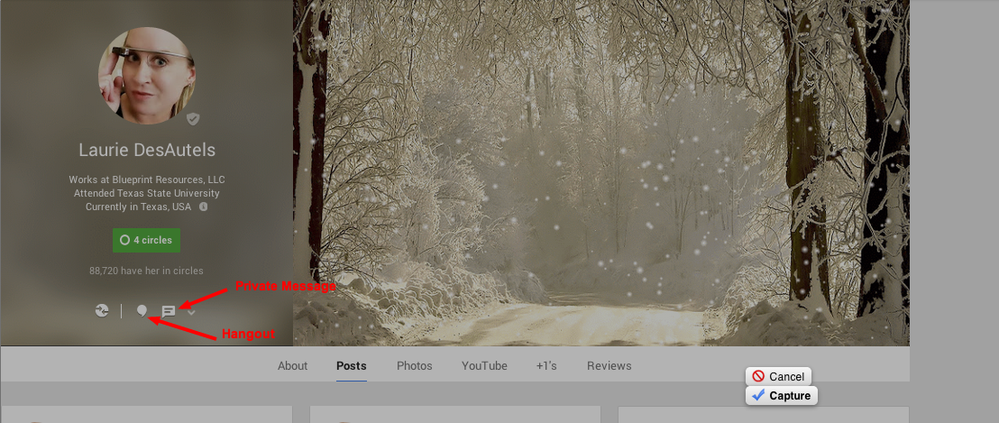 Laurie DesAutels
Works at Blueprint Resources, LLC
Attended Texas State University
Currently in Texas, USA
4 circles
88,720 have her in circles
Private Message
Hangout
About Posts Photos YouTube +1's Reviews
Cancel
Capture